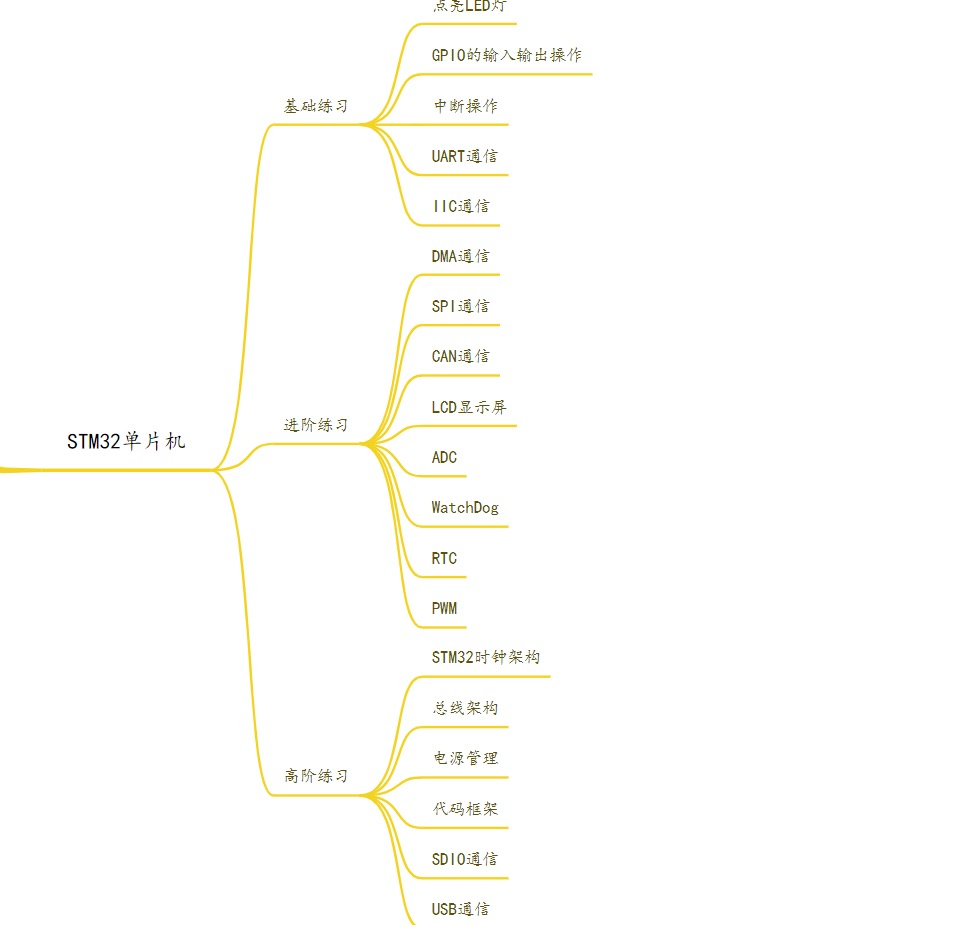 点亮LED灯
GPIO的输入输出操作
基础练习
中断操作
UART通信
IIC通信
DMA通信
SPI通信
CAN通信
LCD显示屏
进阶练习
STM32单片机
ADC
WatchDog
RTC
PWM
STM32时钟架构
总线架构
电源管理
高阶练习
代码框架
SDIO通信
USB通信